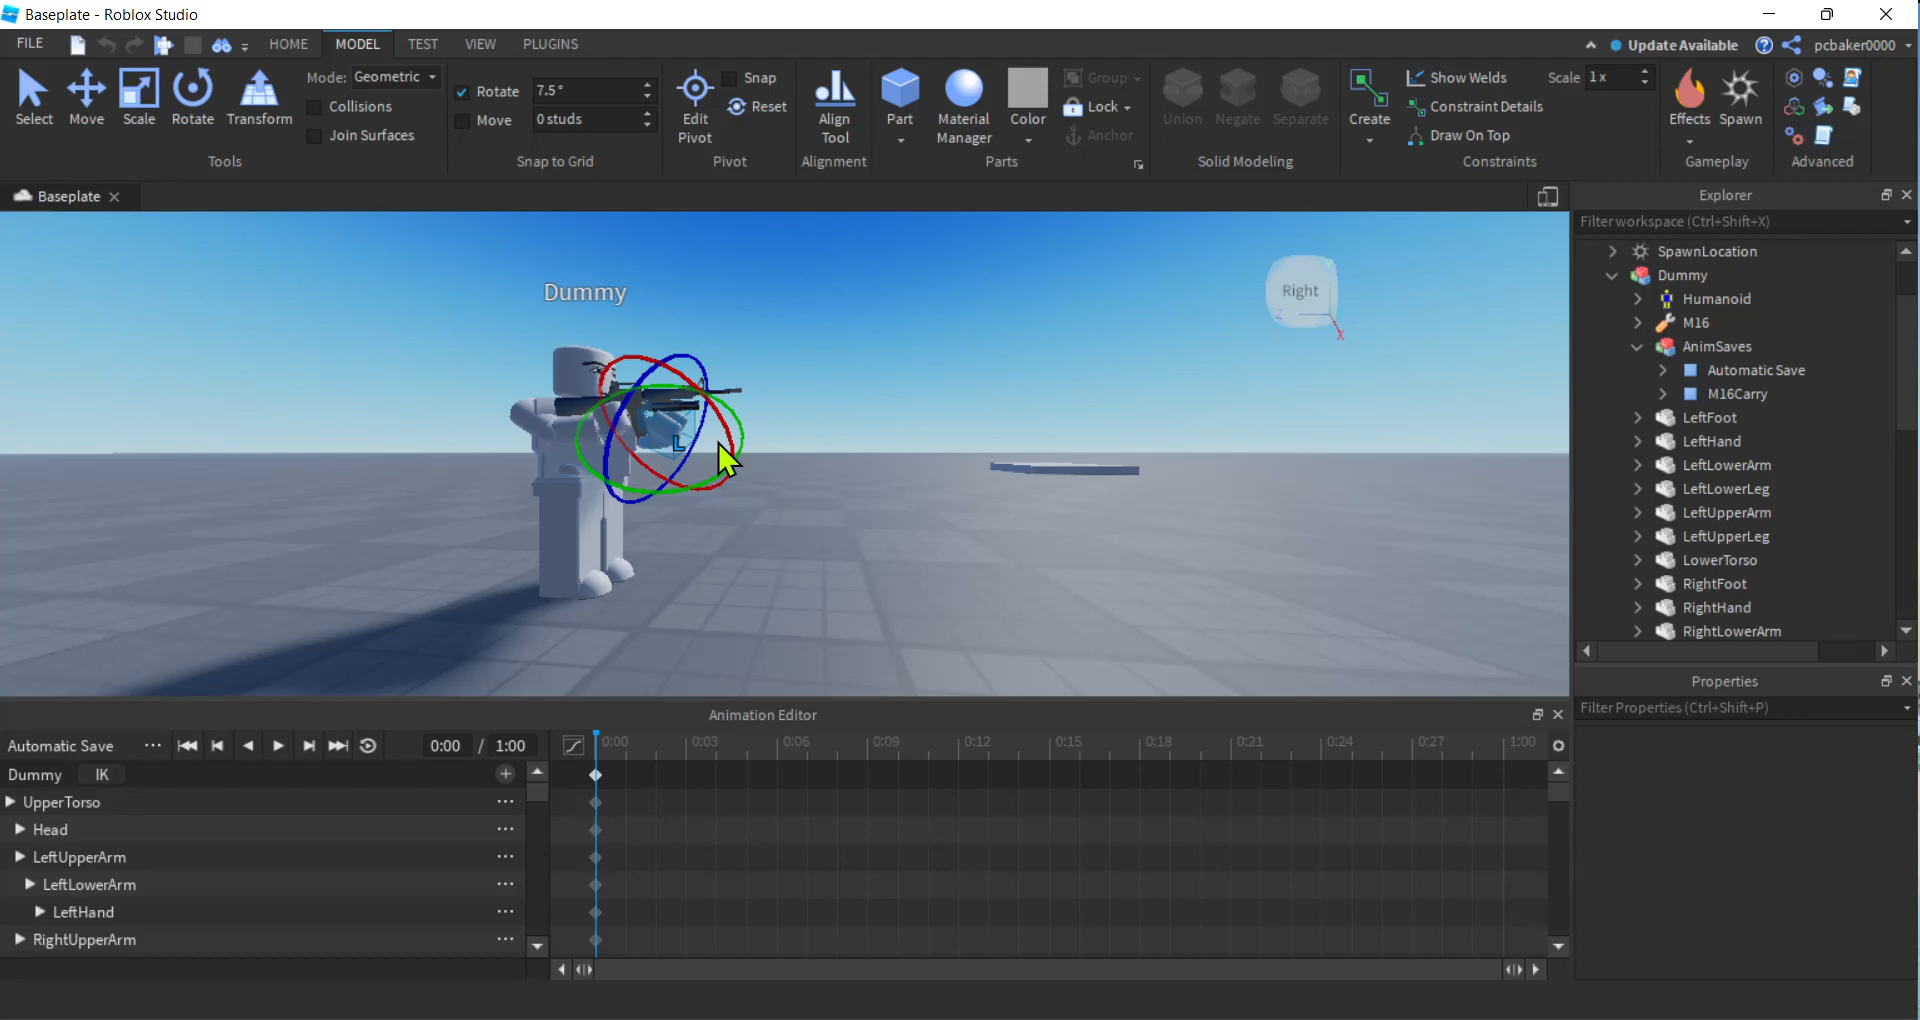 Baseplate - Roblox Studio
FILE HOME MODEL TEST VIEW PLUGINS Update Available pcbaker0000
Select Move Scale Rotate Transform
Mode: Geometric
Collisions
Join Surfaces
Tools
Rotate 7.5°
Move 0 studs
Snap to Grid
Edit Pivot
Snap
Reset
Pivot
Align Tool
Alignment
Part Material Manager Color
Group
Lock
Anchor
Parts
Union Negate Separate
Solid Modeling
Create
Show Welds Scale 1 x
Constraint Details
Draw On Top
Constraints
Effects Spawn
Gameplay
Advanced
Baseplate
Dummy
Right
Z
Y
X
L
Explorer
Filter workspace (Ctrl+Shift+X)
SpawnLocation
Dummy
Humanoid
M16
AnimSaves
Automatic Save
M16Carry
LeftFoot
LeftHand
LeftLowerArm
LeftLowerLeg
LeftUpperArm
LeftUpperLeg
LowerTorso
RightFoot
RightHand
RightLowerArm
Properties
Filter Properties (Ctrl+Shift+P)
Animation Editor
Automatic Save ... 0:00 / 1:00
0:00 0:03 0:06 0:09 0:12 0:15 0:18 0:21 0:24 0:27 1:00
Dummy IK
UpperTorso ...
Head ...
LeftUpperArm ...
LeftLowerArm ...
LeftHand ...
RightUpperArm ...